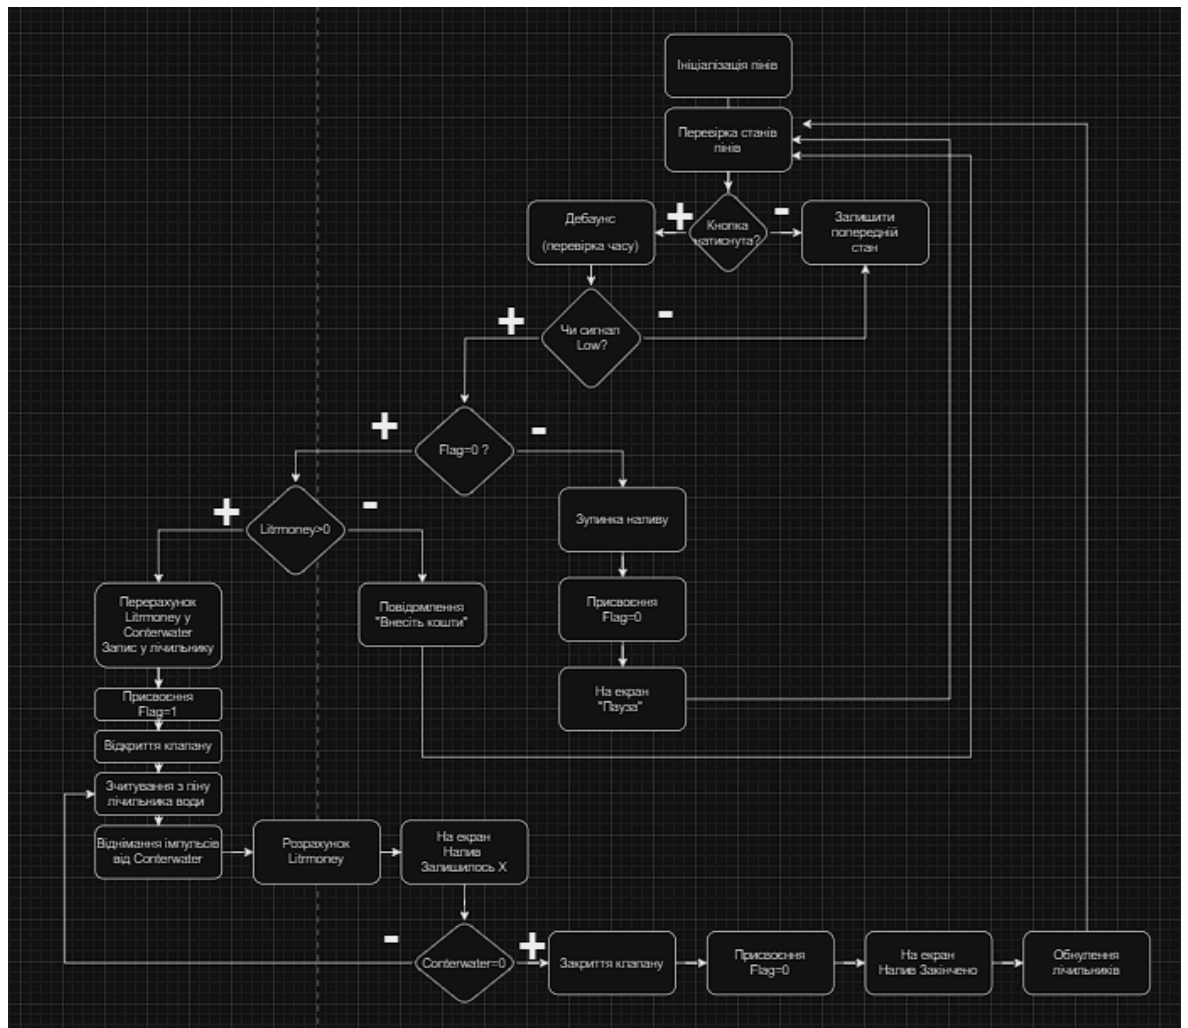 Ініціалізація пінів
Перевірка станів
пінів
+
-
Кнопка
натиснута?
Дебаунс
(перевірка часу)
Залишити
попередній
стан
+
-
Чи сигнал
Low?
+
-
Flag=0 ?
+
-
Litrmoney>0
Зупинка наливу
Перерахунок
Litrmoney у
Conterwater
Запис у лічильнику
Повідомлення
"Внесіть кошти"
Присвоєння
Flag=0
Присвоєння
Flag=1
На екран
"Пауза"
Відкриття клапану
Зчитування з піну
лічильника води
Віднімання імпульсів
від Conterwater
Розрахунок
Litrmoney
На екран
Налив
Залишилось X
-
+
Conterwater=0
Закриття клапану
Присвоєння
Flag=0
На екран
Налив Закінчено
Обнулення
лічильників